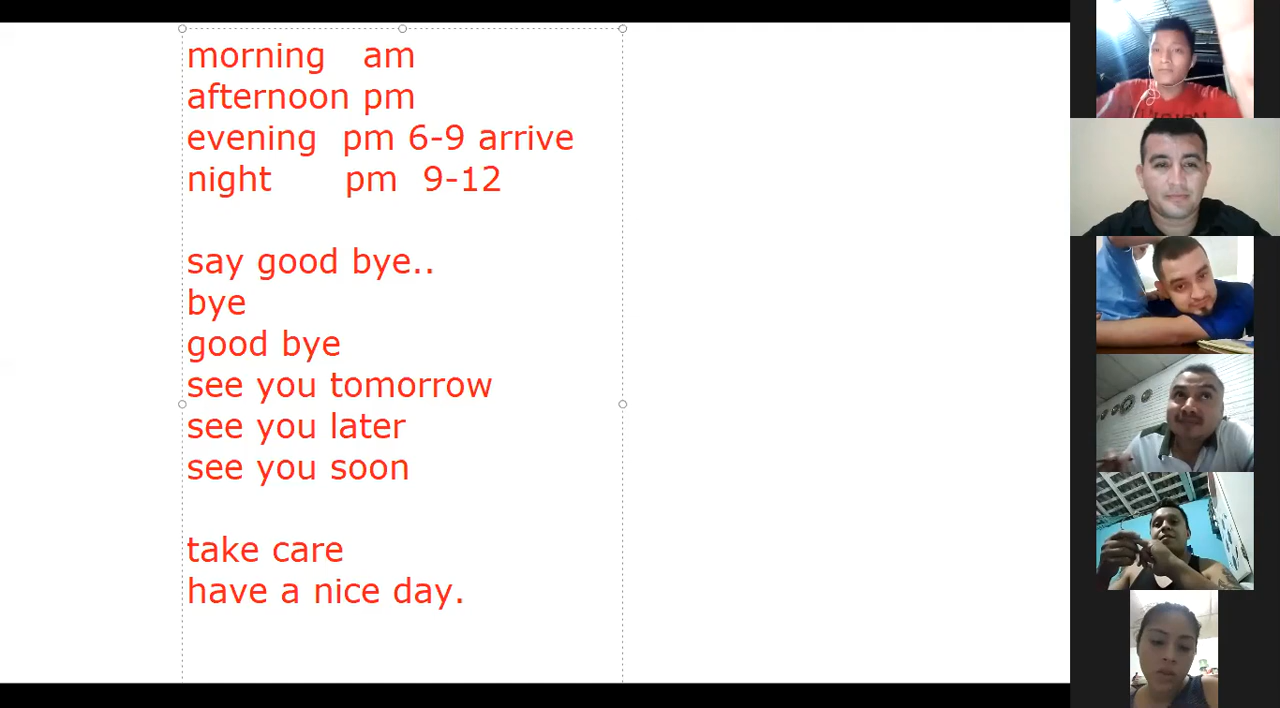 morning am
afternoon pm
evening pm 6-9 arrive
night pm 9-12
say good bye..
bye
good bye
see you tomorrow
see you later
see you soon
take care
have a nice day.